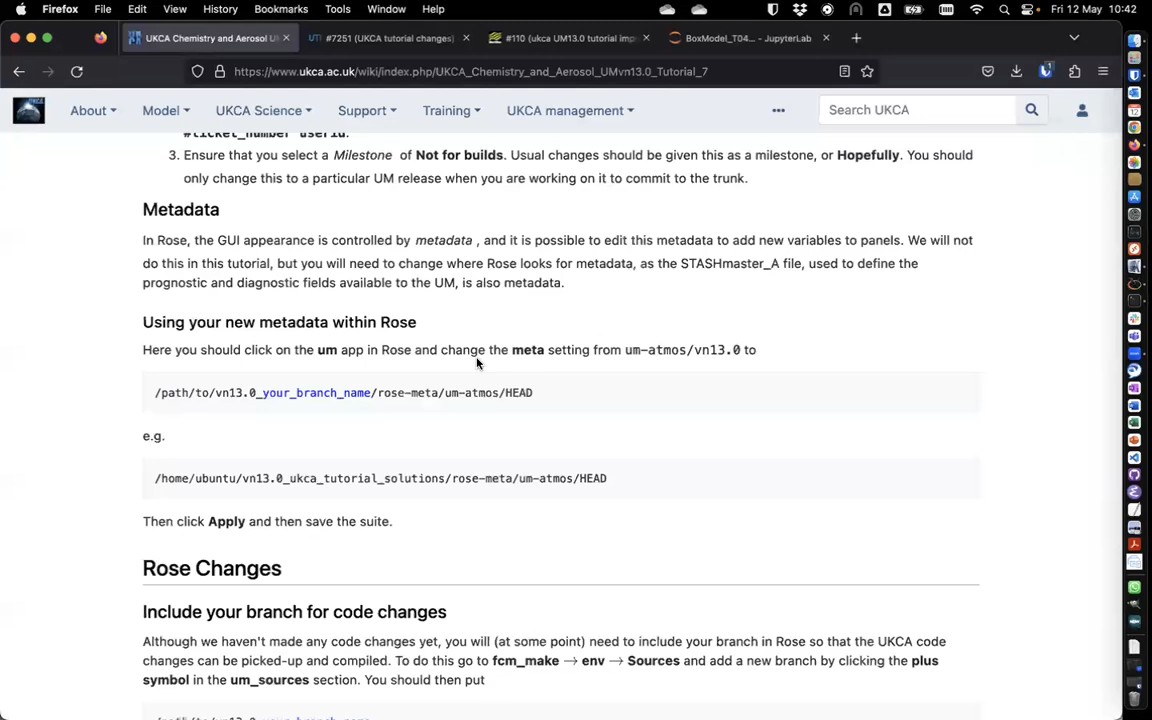 Firefox File Edit View History Bookmarks Tools Window Help Fri 12 May 10:42
UKCA Chemistry and Aerosol U #7251 (UKCA tutorial changes) #110 (ukca UM13.0 tutorial imp BoxModel_T04... - JupyterLab
https://www.ukca.ac.uk/wiki/index.php/UKCA_Chemistry_and_Aerosol_UMvn13.0_Tutorial_7
About Model UKCA Science Support Training UKCA management Search UKCA
#ticket_number userid.
3. Ensure that you select a Milestone of Not for builds. Usual changes should be given this as a milestone, or Hopefully. You should
only change this to a particular UM release when you are working on it to commit to the trunk.
Metadata
In Rose, the GUI appearance is controlled by metadata , and it is possible to edit this metadata to add new variables to panels. We will not
do this in this tutorial, but you will need to change where Rose looks for metadata, as the STASHmaster_A file, used to define the
prognostic and diagnostic fields available to the UM, is also metadata.
Using your new metadata within Rose
Here you should click on the um app in Rose and change the meta setting from um-atmos/vn13.0 to
/path/to/vn13.0_your_branch_name/rose-meta/um-atmos/HEAD
e.g.
/home/ubuntu/vn13.0_ukca_tutorial_solutions/rose-meta/um-atmos/HEAD
Then click Apply and then save the suite.
Rose Changes
Include your branch for code changes
Although we haven't made any code changes yet, you will (at some point) need to include your branch in Rose so that the UKCA code
changes can be picked-up and compiled. To do this go to fcm_make → env → Sources and add a new branch by clicking the plus
symbol in the um_sources section. You should then put
/path/to/vn13.0_your_branch_name